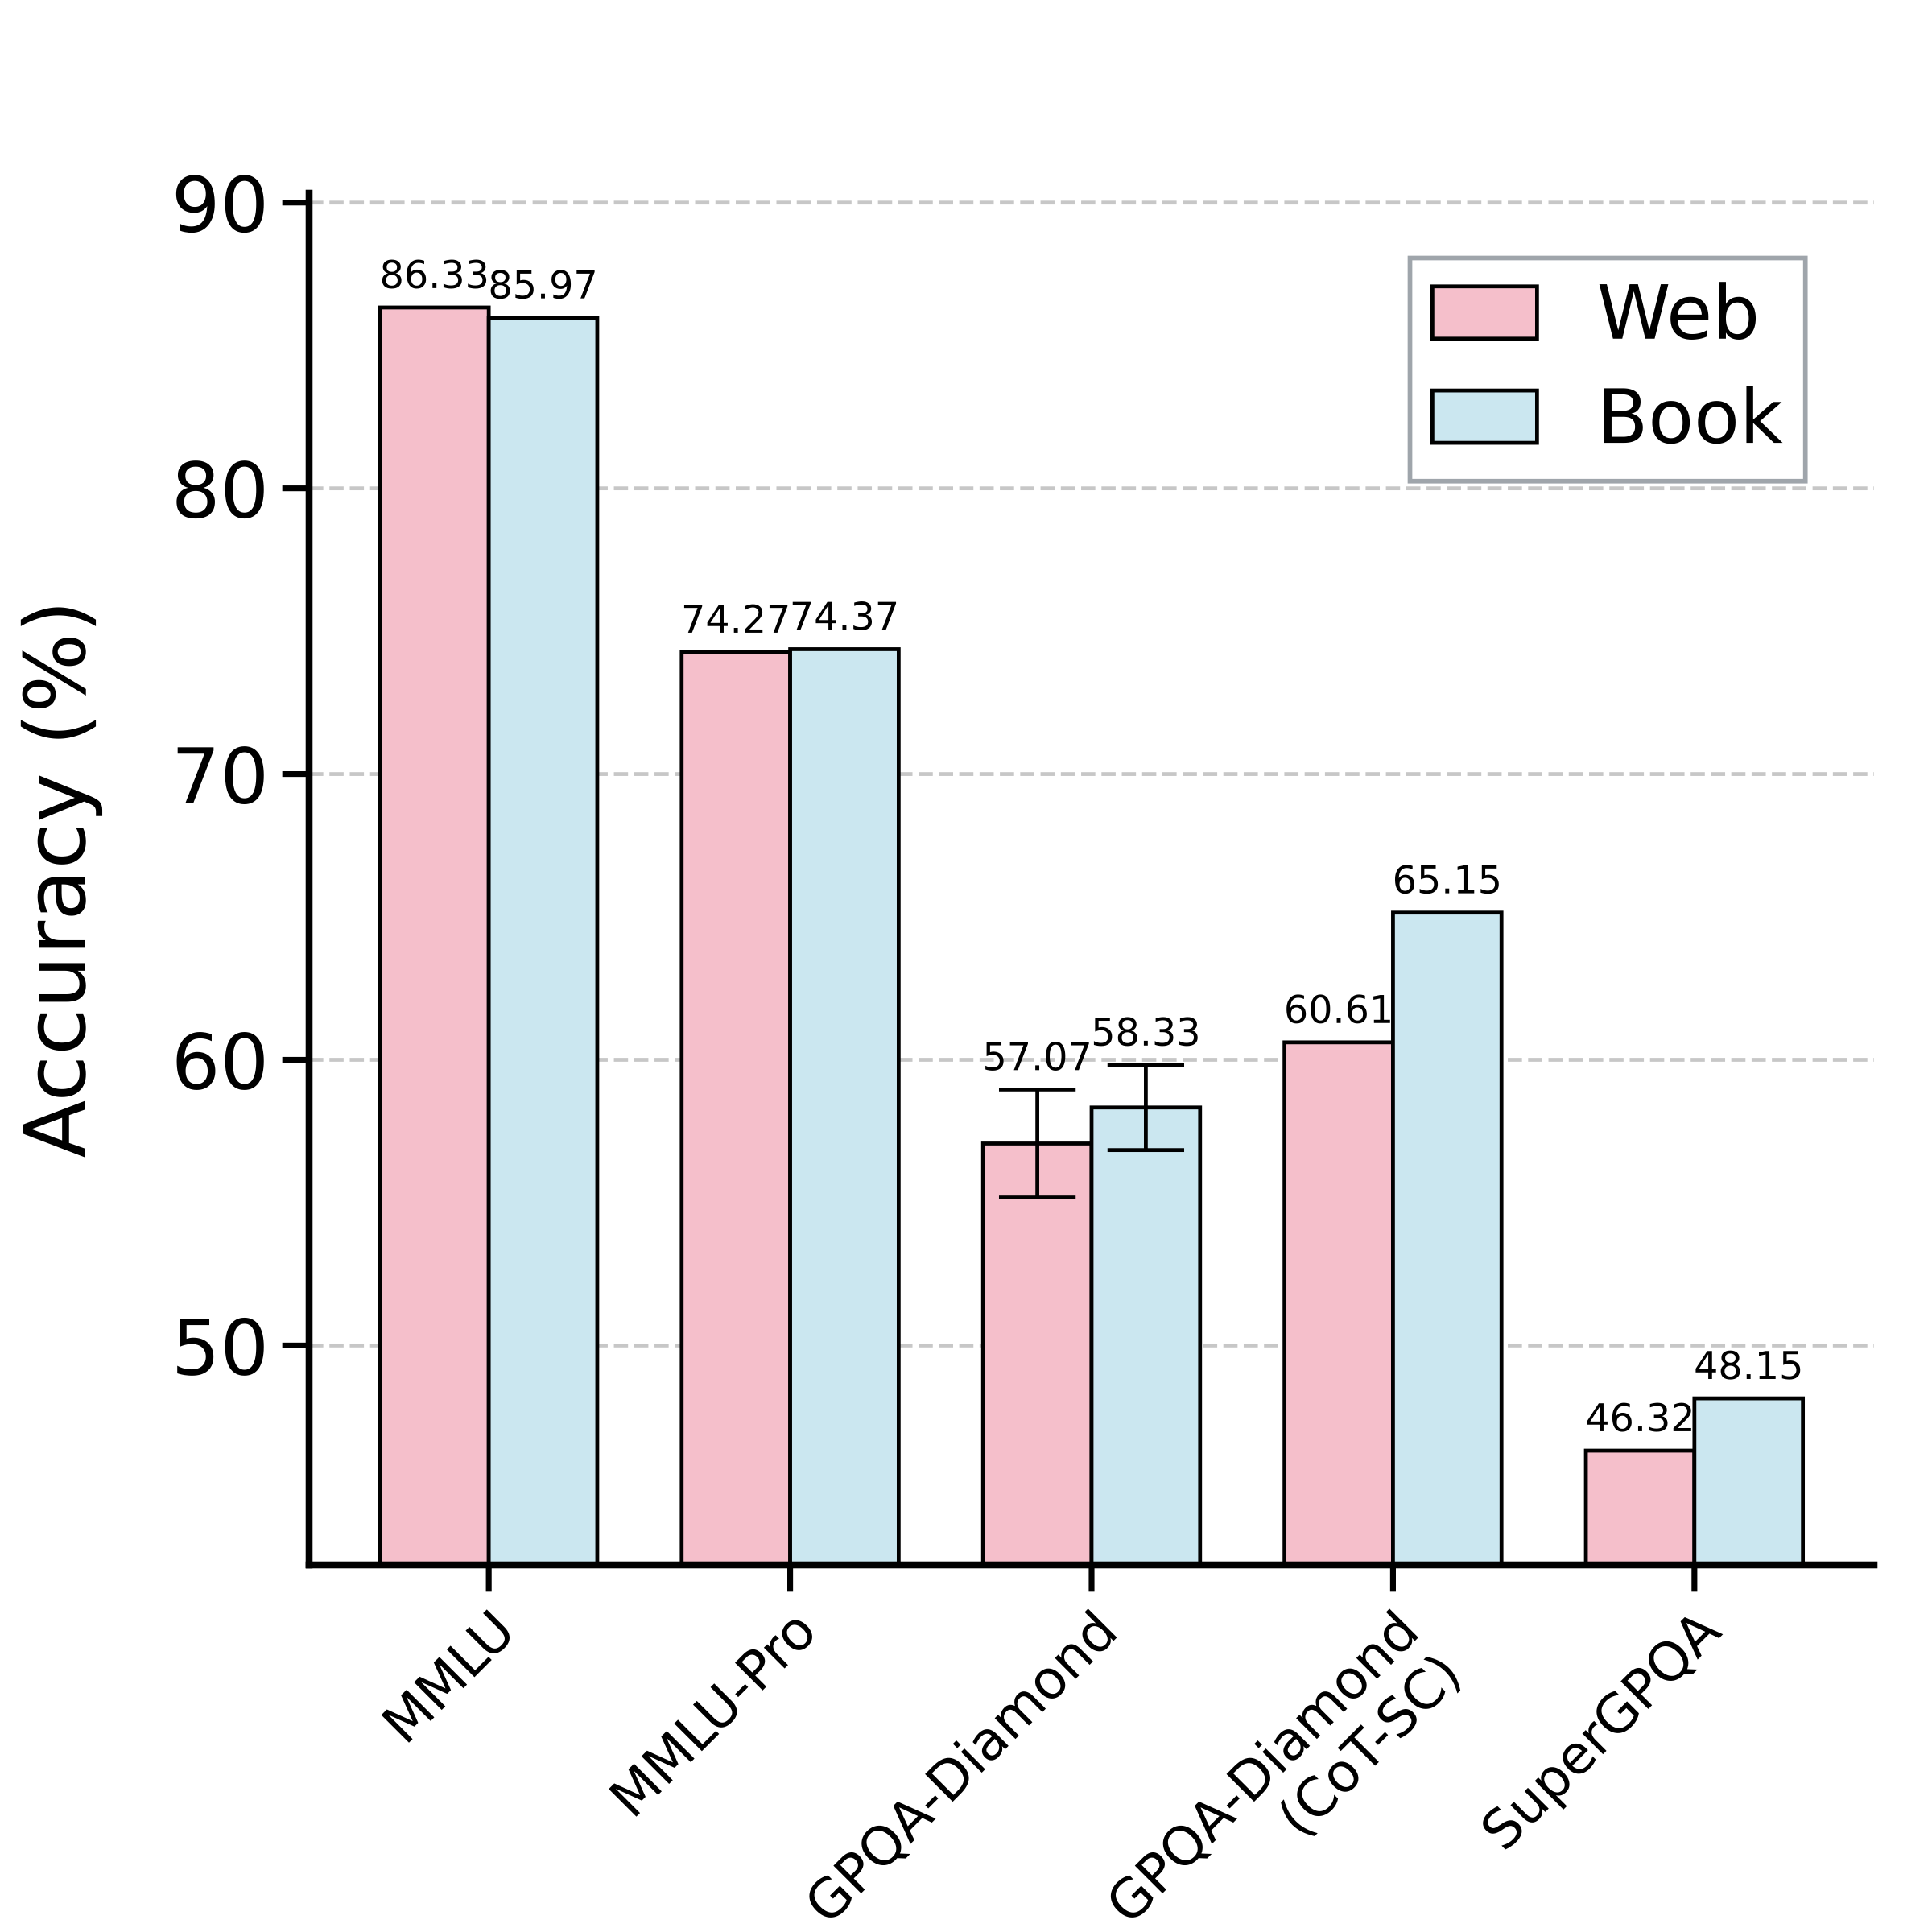 Accuracy (%)
90
80
70
60
50
Web
Book
86.33
85.97
74.27
74.37
57.07
58.33
60.61
65.15
46.32
48.15
MMLU
MMLU-Pro
GPQA-Diamond
GPQA-Diamond
(CoT-SC)
SuperGPQA